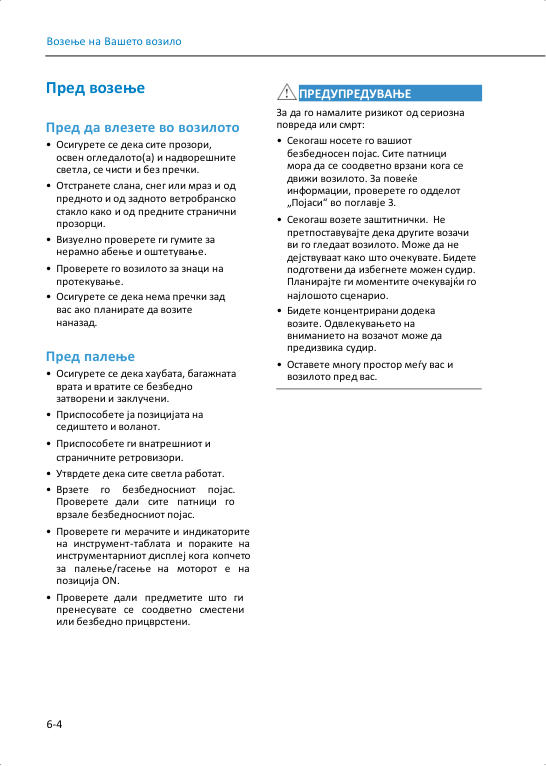 Возење на Вашето возило
Пред возење
Пред да влезете во возилото
• Осигурете се дека сите прозори,
освен огледалото(а) и надворешните
светла, се чисти и без пречки.
• Отстранете слана, снег или мраз и од
предното и од задното ветробранско
стакло како и од предните странични
прозорци.
• Визуелно проверете ги гумите за
нерамно абење и оштетување.
• Проверете го возилото за знаци на
протекување.
• Осигурете се дека нема пречки зад
вас ако планирате да возите
наназад.
Пред палење
• Осигурете се дека хаубата, багажната
врата и вратите се безбедно
затворени и заклучени.
• Приспособете ја позицијата на
седиштето и воланот.
• Приспособете ги внатрешниот и
страничните ретровизори.
• Утврдете дека сите светла работат.
• Врзете го безбедносниот појас.
Проверете дали сите патници го
врзале безбедносниот појас.
• Проверете ги мерачите и индикаторите
на инструмент-таблата и пораките на
инструментарниот дисплеј кога копчето
за палење/гасење на моторот е на
позиција ON.
• Проверете дали предметите што ги
пренесувате се соодветно сместени
или безбедно прицврстени.
ПРЕДУПРЕДУВАЊЕ
За да го намалите ризикот од сериозна
повреда или смрт:
• Секогаш носете го вашиот
безбедносен појас. Сите патници
мора да се соодветно врзани кога се
движи возилото. За повеќе
информации, проверете го одделот
„Појаси“ во поглавје 3.
• Секогаш возете заштитнички. Не
претпоставувајте дека другите возачи
ви го гледаат возилото. Може да не
дејствуваат како што очекувате. Бидете
подготвени да избегнете можен судир.
Планирајте ги моментите очекувајќи го
најлошото сценарио.
• Бидете концентрирани додека
возите. Одвлекувањето на
вниманието на возачот може да
предизвика судир.
• Оставете многу простор меѓу вас и
возилото пред вас.
6-4